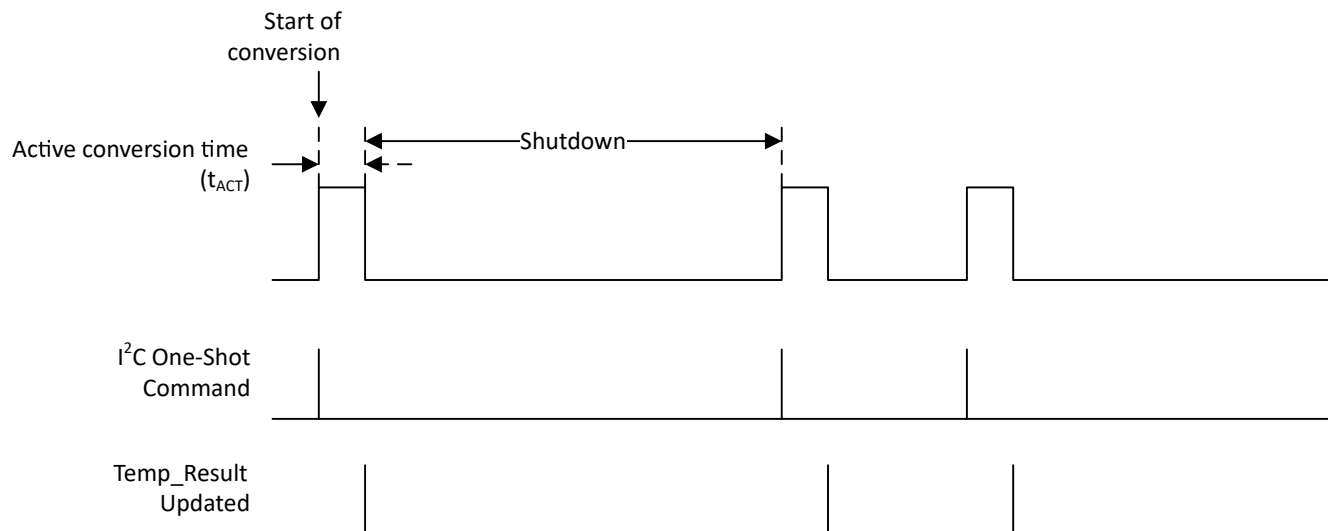 Start of
conversion
Shutdown
Active conversion time
(tACT)
I²C One-Shot
Command
Temp_Result
Updated